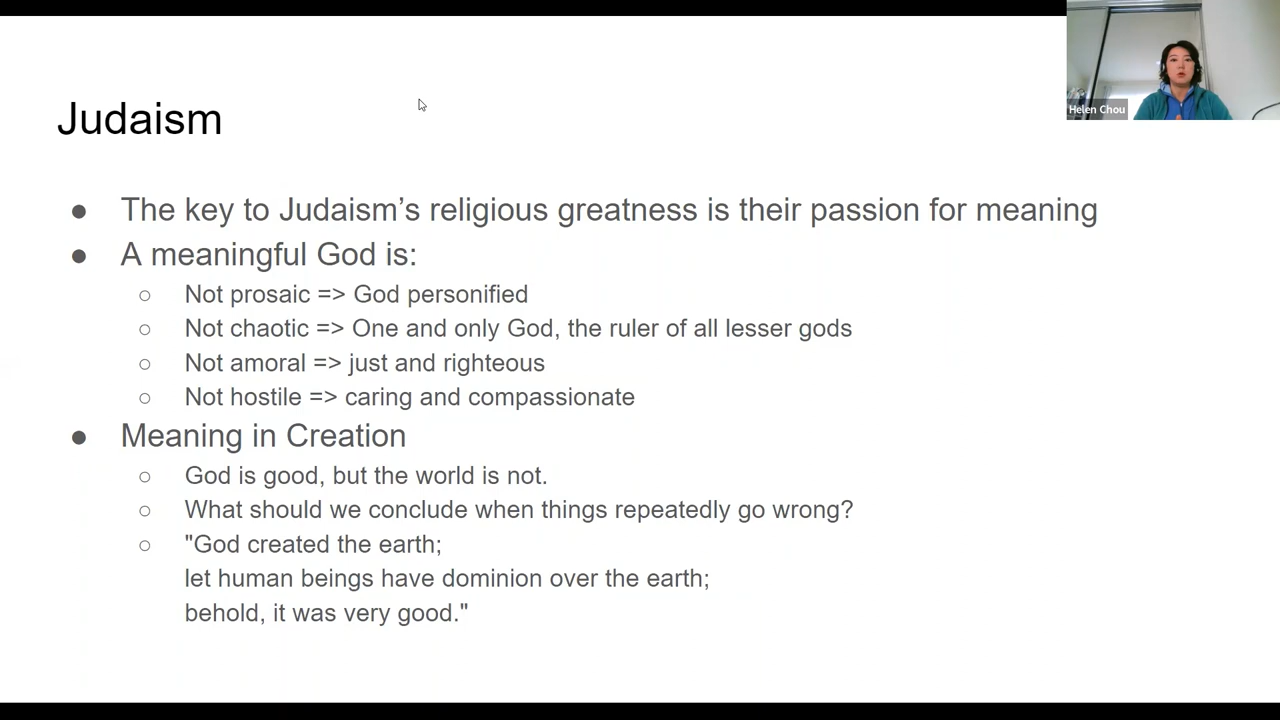 Helen Chou
Judaism
● The key to Judaism’s religious greatness is their passion for meaning
● A meaningful God is:
○ Not prosaic => God personified
○ Not chaotic => One and only God, the ruler of all lesser gods
○ Not amoral => just and righteous
○ Not hostile => caring and compassionate
● Meaning in Creation
○ God is good, but the world is not.
○ What should we conclude when things repeatedly go wrong?
○ "God created the earth;
let human beings have dominion over the earth;
behold, it was very good."